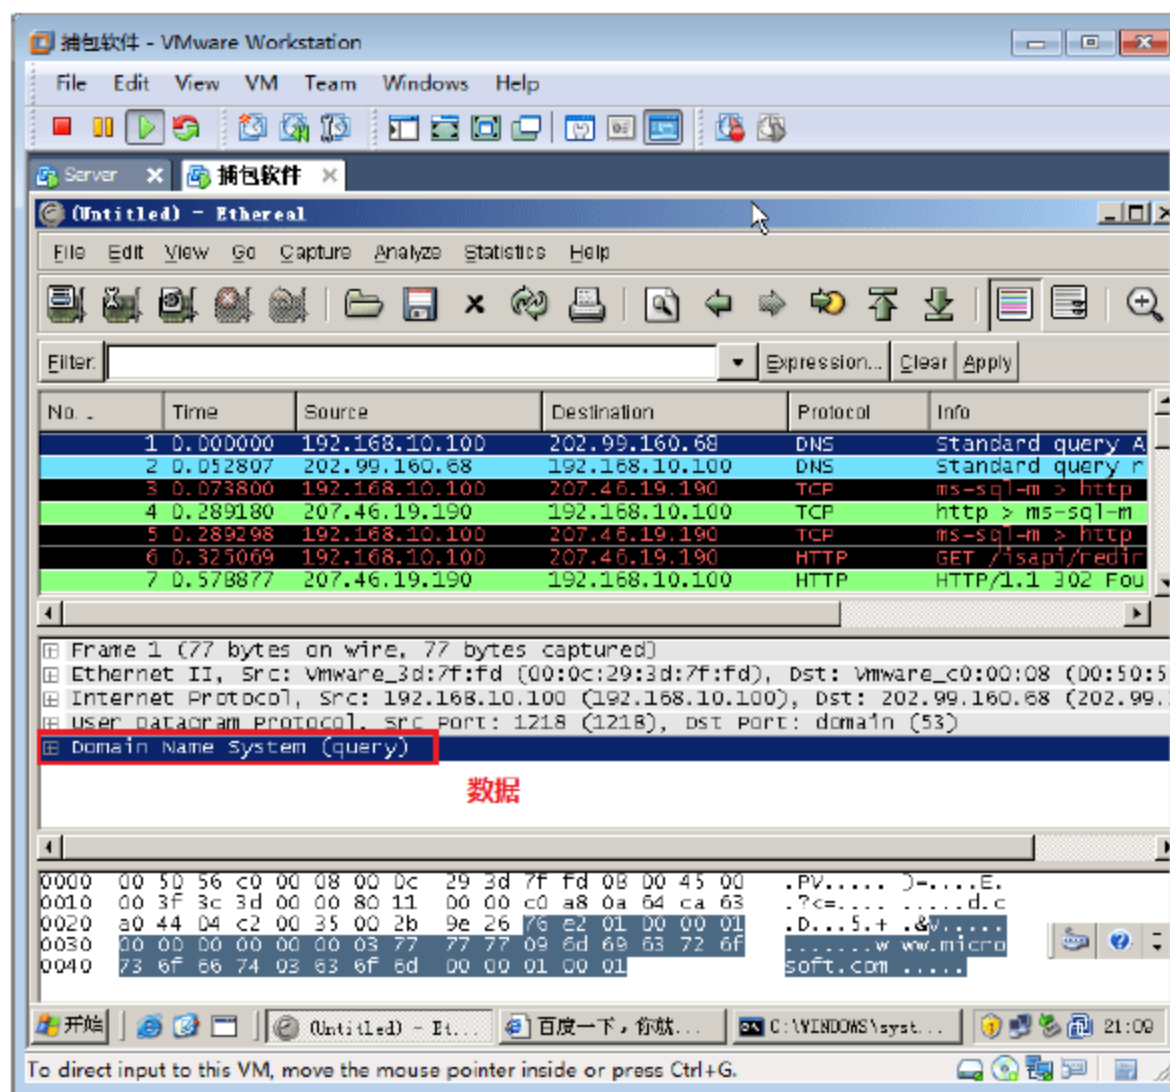 捕包软件 - VMware Workstation
File Edit View VM Team Windows Help
Server 捕包软件
(Untitled) - Ethereal
File Edit View Go Capture Analyze Statistics Help
Filter: Expression... Clear Apply
No. - Time Source Destination Protocol Info
1 0.000000 192.168.10.100 202.99.160.68 DNS Standard query A
2 0.052807 202.99.160.68 192.168.10.100 DNS Standard query r
3 0.073800 192.168.10.100 207.46.19.190 TCP ms-sql-m > http
4 0.289180 207.46.19.190 192.168.10.100 TCP http > ms-sql-m
5 0.289298 192.168.10.100 207.46.19.190 TCP ms-sql-m > http
6 0.325069 192.168.10.100 207.46.19.190 HTTP GET /isapi/redir
7 0.578877 207.46.19.190 192.168.10.100 HTTP HTTP/1.1 302 Fou
Frame 1 (77 bytes on wire, 77 bytes captured)
Ethernet II, Src: Vmware_3d:7f:fd (00:0c:29:3d:7f:fd), Dst: Vmware_c0:00:08 (00:50:5
Internet Protocol, Src: 192.168.10.100 (192.168.10.100), Dst: 202.99.160.68 (202.99.
User Datagram Protocol, Src Port: 1218 (1218), Dst Port: domain (53)
Domain Name System (query)
数据
0000 00 50 56 c0 00 08 00 0c 29 3d 7f fd 08 00 45 00 .PV..... )=....E.
0010 00 3f 3c 3d 00 00 80 11 00 00 c0 a8 0a 64 ca 63 .?<=.... .....d.c
0020 a0 44 04 c2 00 35 00 2b 9e 26 76 e2 01 00 00 01 .D...5.+ .&v.....
0030 00 00 00 00 00 00 03 77 77 77 09 6d 69 63 72 6f .......w ww.micro
0040 73 6f 66 74 03 63 6f 6d 00 00 01 00 01 soft.com .....
开始 (Untitled) - Et... 百度一下，你就... C:\WINDOWS\syst... 21:09
To direct input to this VM, move the mouse pointer inside or press Ctrl+G.